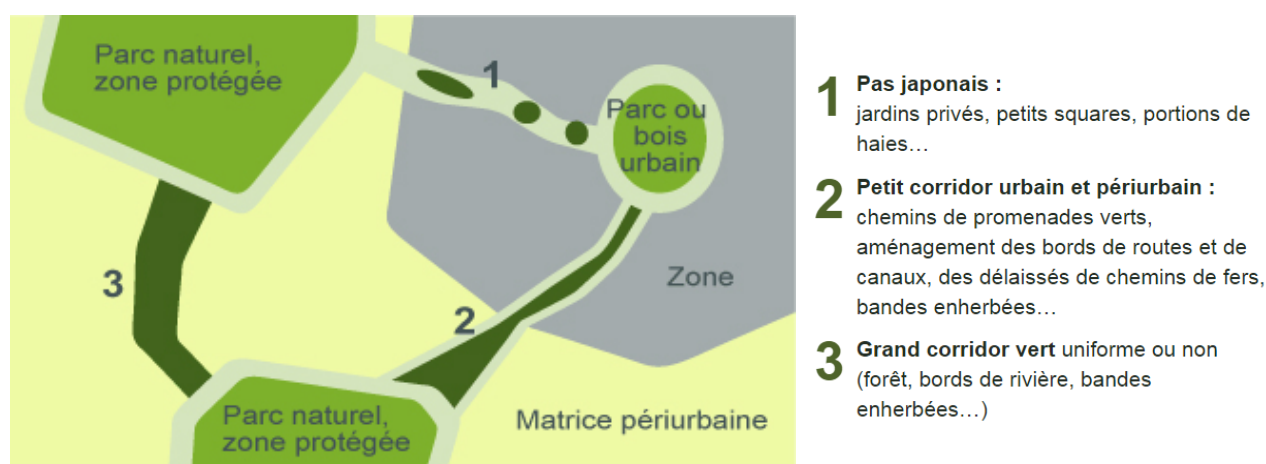 Parc naturel,
zone protégée
1
Parc ou
bois
urbain
3
Zone
2
Parc naturel,
zone protégée
Matrice périurbaine
1 Pas japonais :
jardins privés, petits squares, portions de
haies…
2 Petit corridor urbain et périurbain :
chemins de promenades verts,
aménagement des bords de routes et de
canaux, des délaissés de chemins de fers,
bandes enherbées…
3 Grand corridor vert uniforme ou non
(forêt, bords de rivière, bandes
enherbées…)